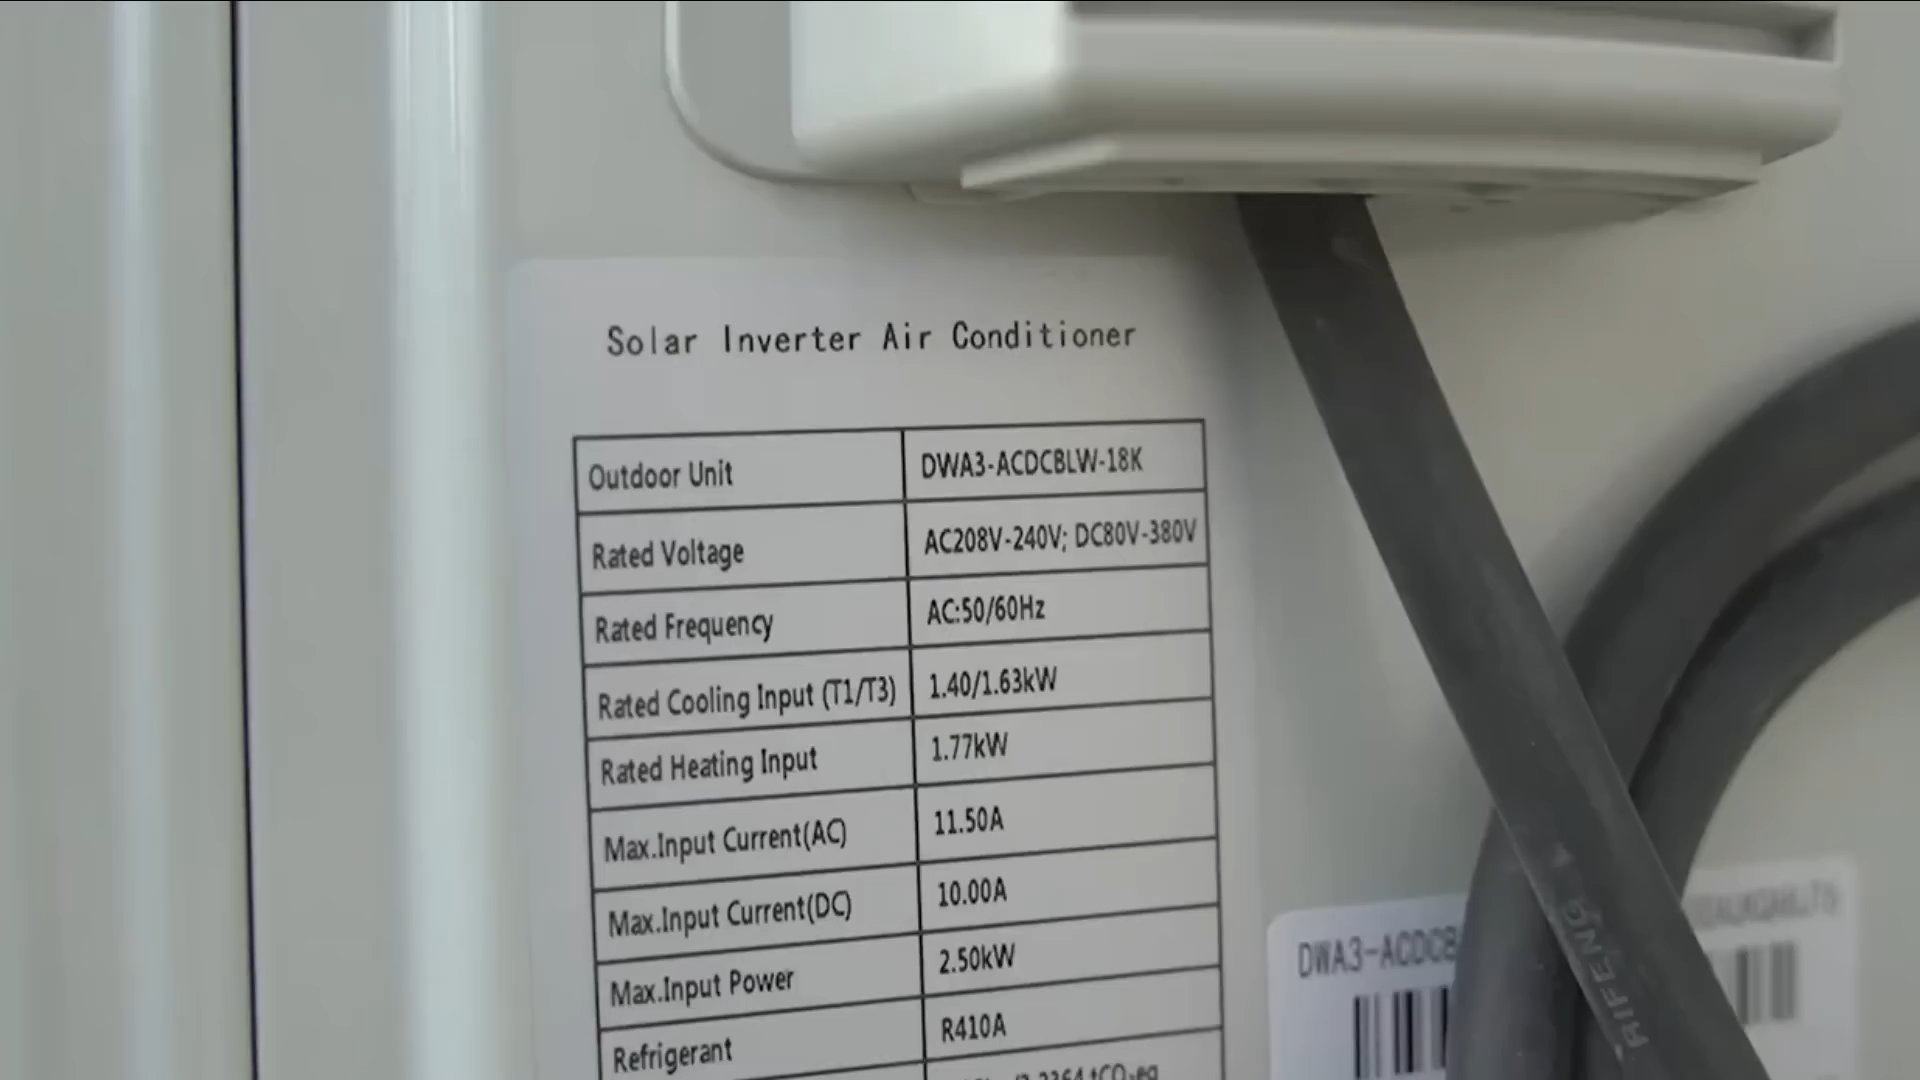 Solar Inverter Air Conditioner
Outdoor Unit DWA3-ACDCBLW-18K
Rated Voltage AC208V-240V; DC80V-380V
Rated Frequency AC:50/60Hz
Rated Cooling Input (T1/T3) 1.40/1.63kW
Rated Heating Input 1.77kW
Max.Input Current(AC) 11.50A
Max.Input Current(DC) 10.00A
Max.Input Power 2.50kW
Refrigerant R410A
DWA3-ACDCB
RIFENG